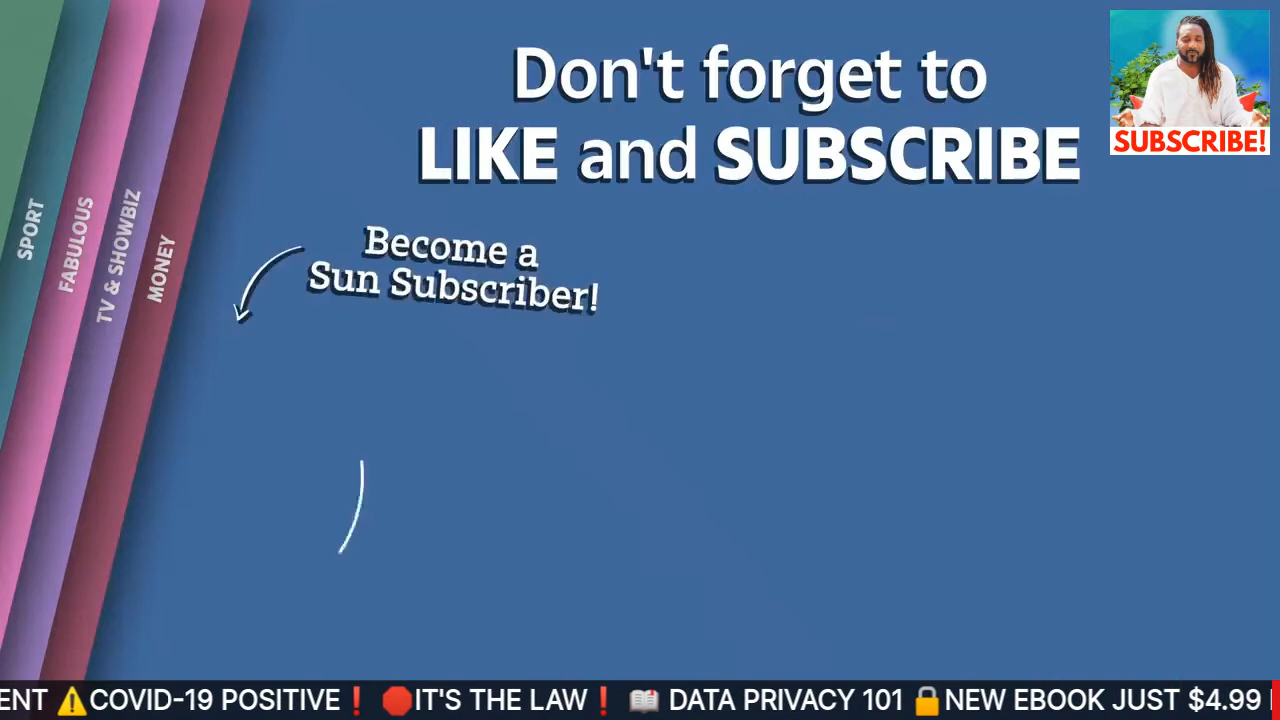 Don't forget to
LIKE and SUBSCRIBE
SUBSCRIBE!
Become a
Sun Subscriber!
SPORT
FABULOUS
TV & SHOWBIZ
MONEY
ENT ⚠️COVID-19 POSITIVE❗ 🛑IT'S THE LAW❗ 📖 DATA PRIVACY 101 🔒NEW EBOOK JUST $4.99